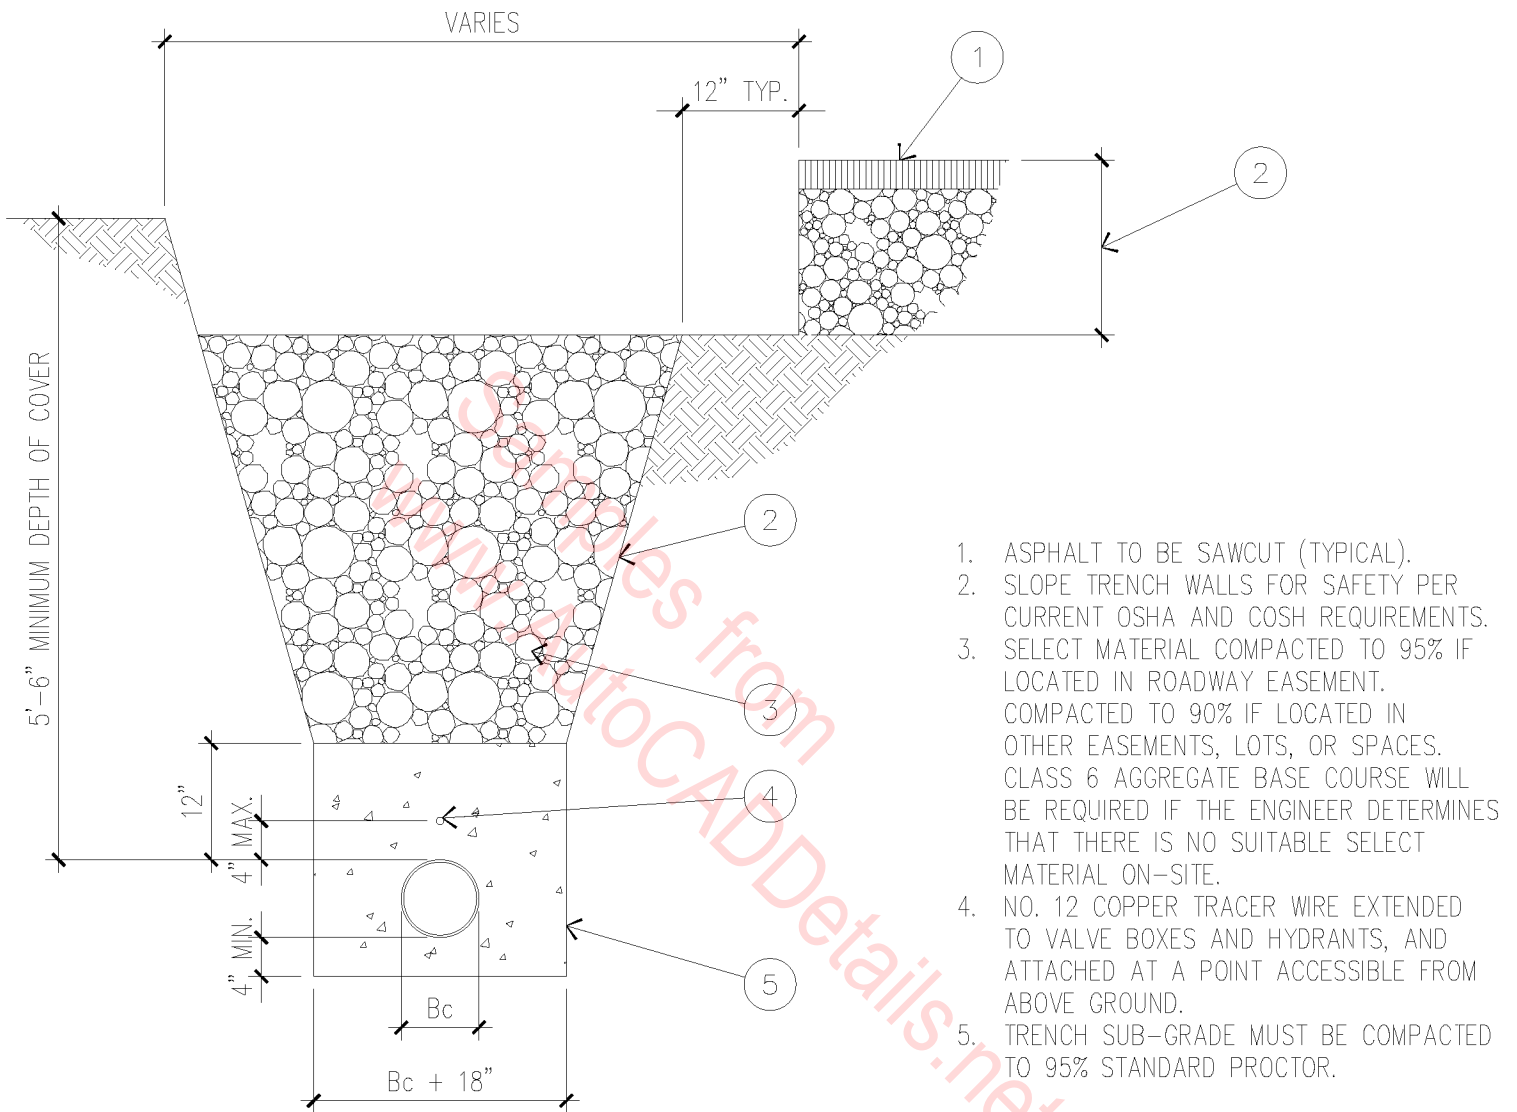 VARIES
12" TYP.
1
2
5'-6" MINIMUM DEPTH OF COVER
2
3
12"
4" MAX.
4
4" MIN.
5
Bc
Bc + 18"
1. ASPHALT TO BE SAWCUT (TYPICAL).
2. SLOPE TRENCH WALLS FOR SAFETY PER
CURRENT OSHA AND COSH REQUIREMENTS.
3. SELECT MATERIAL COMPACTED TO 95% IF
LOCATED IN ROADWAY EASEMENT.
COMPACTED TO 90% IF LOCATED IN
OTHER EASEMENTS, LOTS, OR SPACES.
CLASS 6 AGGREGATE BASE COURSE WILL
BE REQUIRED IF THE ENGINEER DETERMINES
THAT THERE IS NO SUITABLE SELECT
MATERIAL ON-SITE.
4. NO. 12 COPPER TRACER WIRE EXTENDED
TO VALVE BOXES AND HYDRANTS, AND
ATTACHED AT A POINT ACCESSIBLE FROM
ABOVE GROUND.
5. TRENCH SUB-GRADE MUST BE COMPACTED
TO 95% STANDARD PROCTOR.
Samples from
www.AutoCADDetails.net